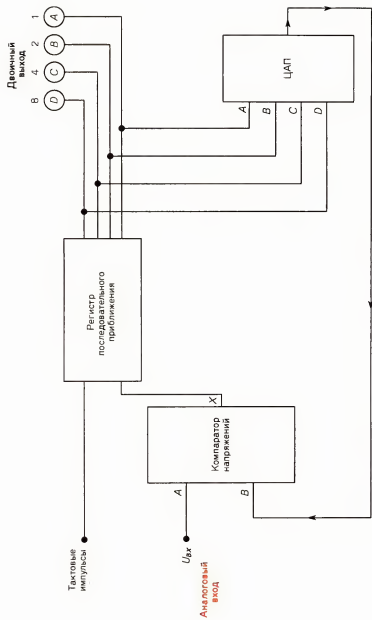 Двоичный
выход
8 4 2 1
D C B A
Регистр
последовательного
приближения
Тактовые
импульсы
A
B
C
D
ЦАП
X
Компаратор
напряжений
A
B
Uвх
Аналоговый
вход